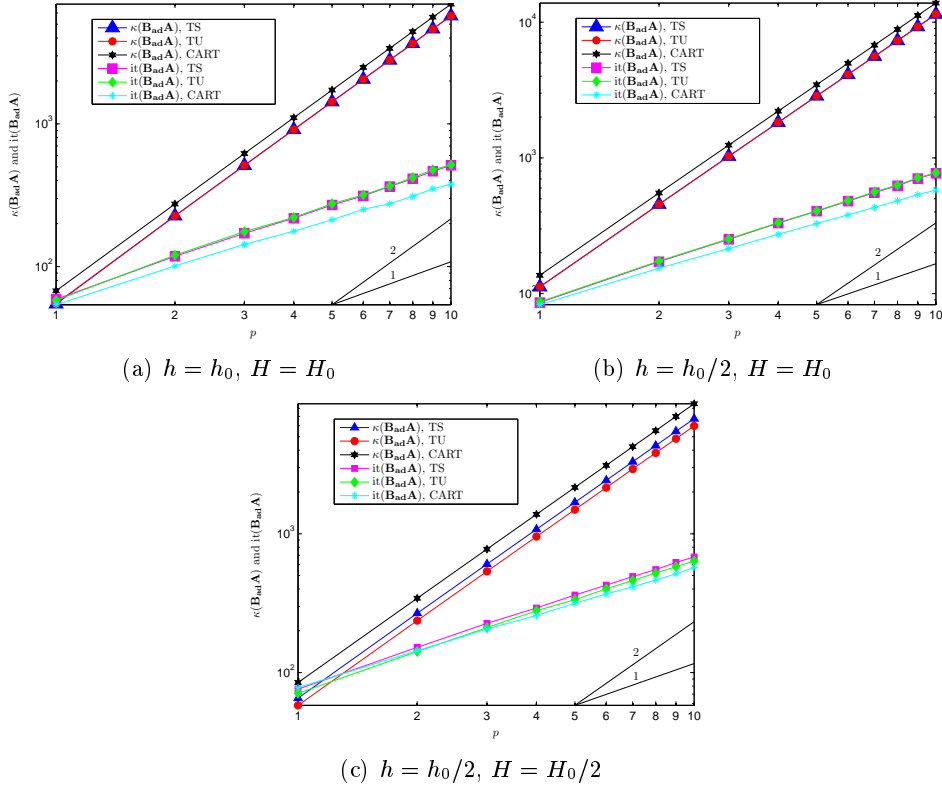 κ(B_ad A) and it(B_ad A)
κ(B_ad A), TS
κ(B_ad A), TU
κ(B_ad A), CART
it(B_ad A), TS
it(B_ad A), TU
it(B_ad A), CART
10^3
10^2
2
1
1 2 3 4 5 6 7 8 9 10
p
(a) h = h_0, H = H_0
κ(B_ad A) and it(B_ad A)
κ(B_ad A), TS
κ(B_ad A), TU
κ(B_ad A), CART
it(B_ad A), TS
it(B_ad A), TU
it(B_ad A), CART
10^4
10^3
10^2
2
1
1 2 3 4 5 6 7 8 9 10
p
(b) h = h_0/2, H = H_0
κ(B_ad A) and it(B_ad A)
κ(B_ad A), TS
κ(B_ad A), TU
κ(B_ad A), CART
it(B_ad A), TS
it(B_ad A), TU
it(B_ad A), CART
10^3
10^2
2
1
1 2 3 4 5 6 7 8 9 10
p
(c) h = h_0/2, H = H_0/2